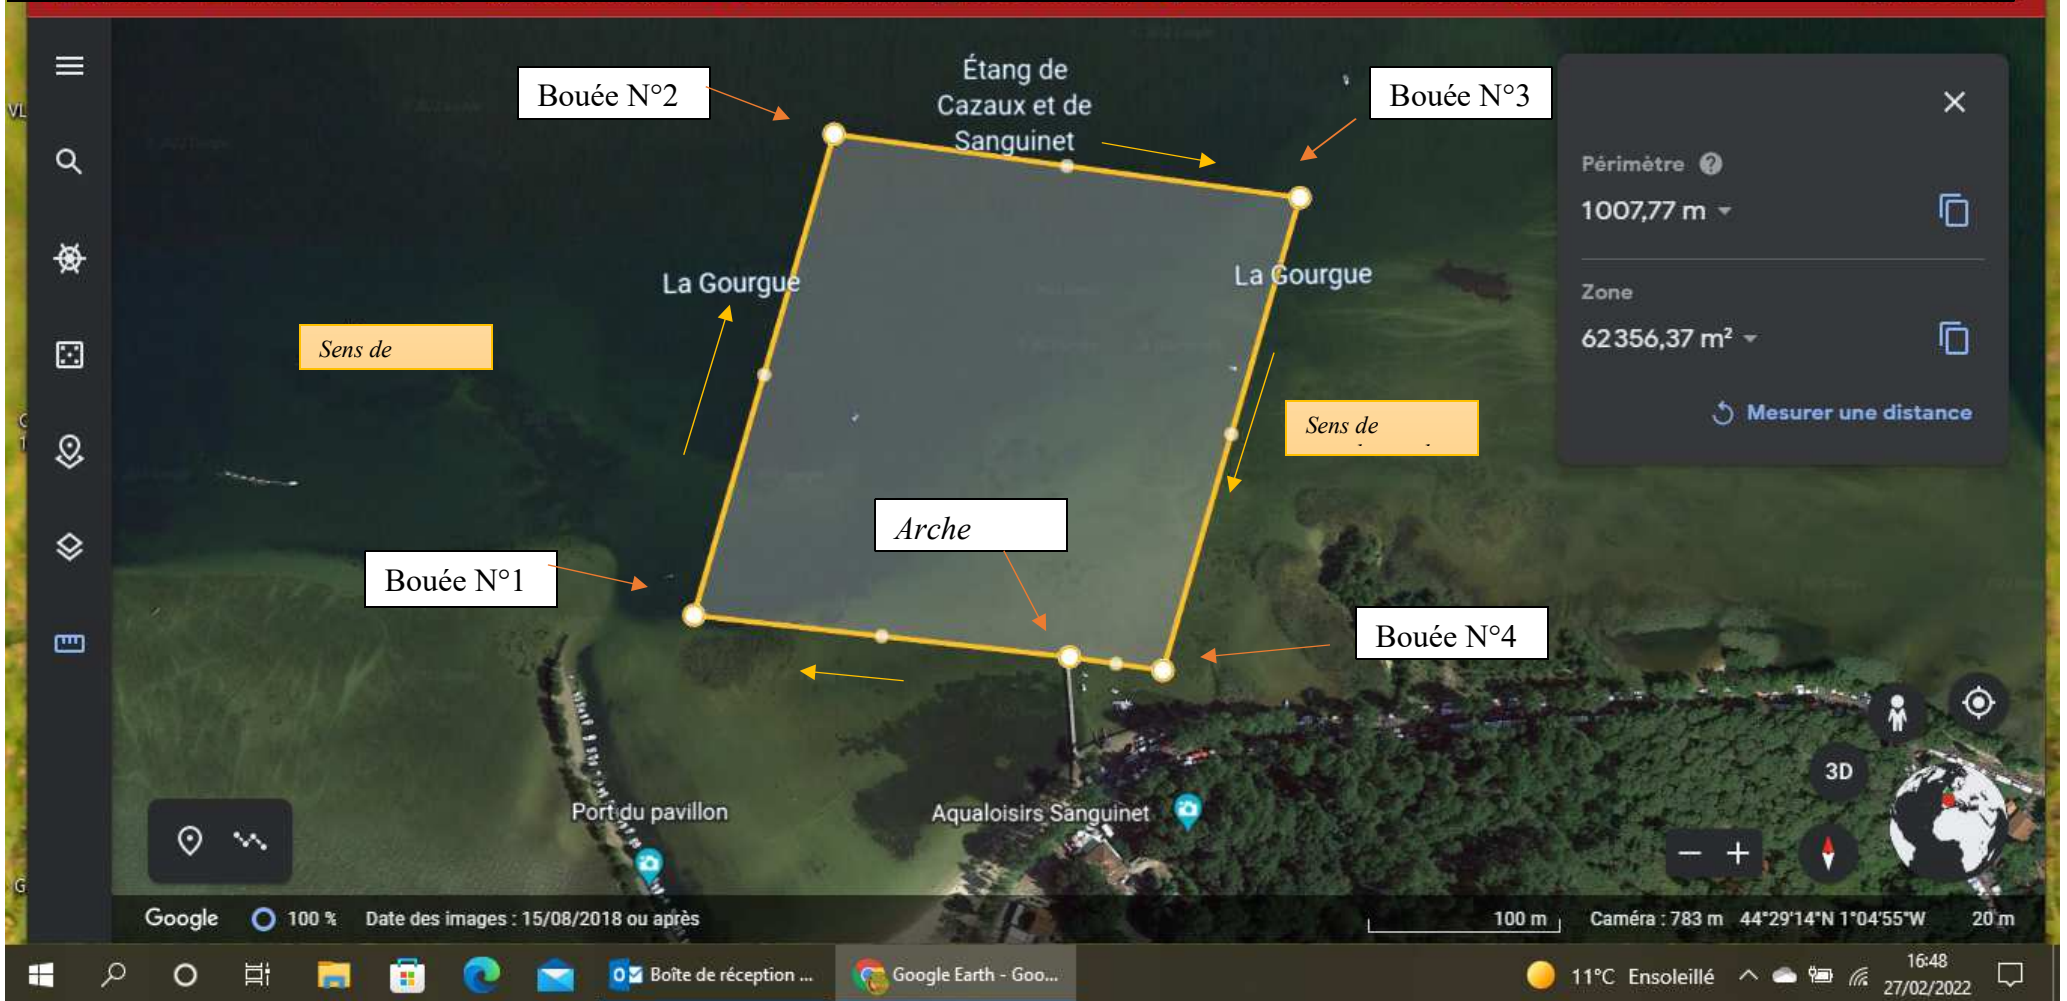 Étang de
Cazaux et de
Sanguinet
Bouée N°2
Bouée N°3
Périmètre
1007,77 m
Zone
62356,37 m²
Mesurer une distance
La Gourgue
La Gourgue
Sens de
Sens de
Arche
Bouée N°1
Bouée N°4
VL
G
3D
Port du pavillon
Aqualoisirs Sanguinet
Google
100 %
Date des images : 15/08/2018 ou après
100 m
Caméra : 783 m 44°29'14"N 1°04'55"W
20 m
Boîte de réception ...
Google Earth - Goo...
11°C Ensoleillé
16:48
27/02/2022